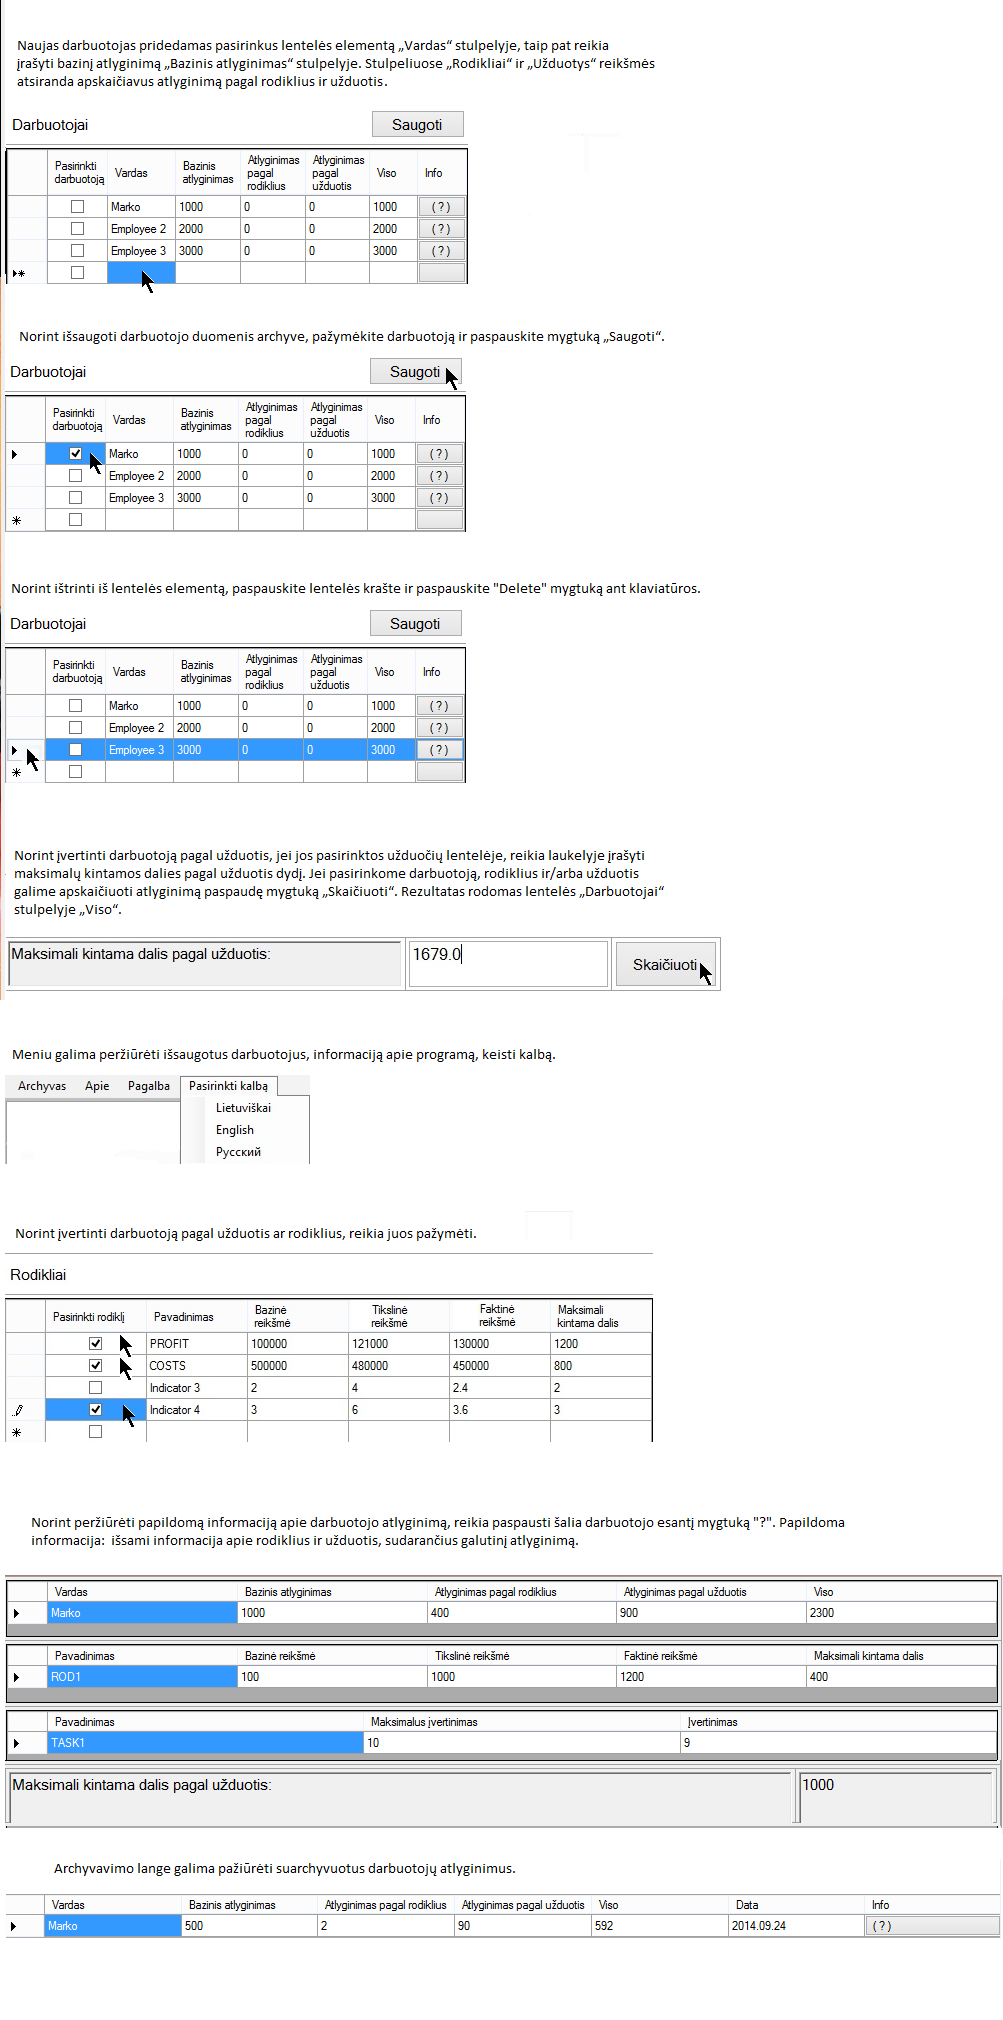 Naujas darbuotojas pridedamas pasirinkus lentelės elementą „Vardas“ stulpelyje, taip pat reikia
įrašyti bazinį atlyginimą „Bazinis atlyginimas“ stulpelyje. Stulpeliuose „Rodikliai“ ir „Užduotys“ reikšmės
atsiranda apskaičiavus atlyginimą pagal rodiklius ir užduotis.
Darbuotojai Saugoti
Pasirinkti darbuotoją Vardas Bazinis atlyginimas Atlyginimas pagal rodiklius Atlyginimas pagal užduotis Viso Info
Marko 1000 0 0 1000 (?)
Employee 2 2000 0 0 2000 (?)
Employee 3 3000 0 0 3000 (?)
Norint išsaugoti darbuotojo duomenis archyve, pažymėkite darbuotoją ir paspauskite mygtuką „Saugoti“.
Darbuotojai Saugoti
Pasirinkti darbuotoją Vardas Bazinis atlyginimas Atlyginimas pagal rodiklius Atlyginimas pagal užduotis Viso Info
Marko 1000 0 0 1000 (?)
Employee 2 2000 0 0 2000 (?)
Employee 3 3000 0 0 3000 (?)
Norint ištrinti iš lentelės elementą, paspauskite lentelės krašte ir paspauskite "Delete" mygtuką ant klaviatūros.
Darbuotojai Saugoti
Pasirinkti darbuotoją Vardas Bazinis atlyginimas Atlyginimas pagal rodiklius Atlyginimas pagal užduotis Viso Info
Marko 1000 0 0 1000 (?)
Employee 2 2000 0 0 2000 (?)
Employee 3 3000 0 0 3000 (?)
Norint įvertinti darbuotoją pagal užduotis, jei jos pasirinktos užduočių lentelėje, reikia laukelyje įrašyti
maksimalų kintamos dalies pagal užduotis dydį. Jei pasirinkome darbuotoją, rodiklius ir/arba užduotis
galime apskaičiuoti atlyginimą paspaudę mygtuką „Skaičiuoti“. Rezultatas rodomas lentelės „Darbuotojai“
stulpelyje „Viso“.
Maksimali kintama dalis pagal užduotis: 1679.0 Skaičiuoti
Meniu galima peržiūrėti išsaugotus darbuotojus, informaciją apie programą, keisti kalbą.
Archyvas Apie Pagalba Pasirinkti kalbą
Lietuviškai
English
Русский
Norint įvertinti darbuotoją pagal užduotis ar rodiklius, reikia juos pažymėti.
Rodikliai
Pasirinkti rodiklį Pavadinimas Bazinė reikšmė Tikslinė reikšmė Faktinė reikšmė Maksimali kintama dalis
PROFIT 100000 121000 130000 1200
COSTS 500000 480000 450000 800
Indicator 3 2 4 2.4 2
Indicator 4 3 6 3.6 3
Norint peržiūrėti papildomą informaciją apie darbuotojo atlyginimą, reikia paspausti šalia darbuotojo esantį mygtuką "?". Papildoma
informacija: išsami informacija apie rodiklius ir užduotis, sudarančius galutinį atlyginimą.
Vardas Bazinis atlyginimas Atlyginimas pagal rodiklius Atlyginimas pagal užduotis Viso
Marko 1000 400 900 2300
Pavadinimas Bazinė reikšmė Tikslinė reikšmė Faktinė reikšmė Maksimali kintama dalis
ROD1 100 1000 1200 400
Pavadinimas Maksimalus įvertinimas Įvertinimas
TASK1 10 9
Maksimali kintama dalis pagal užduotis: 1000
Archyvavimo lange galima pažiūrėti suarchyvuotus darbuotojų atlyginimus.
Vardas Bazinis atlyginimas Atlyginimas pagal rodiklius Atlyginimas pagal užduotis Viso Data Info
Marko 500 2 90 592 2014.09.24 (?)